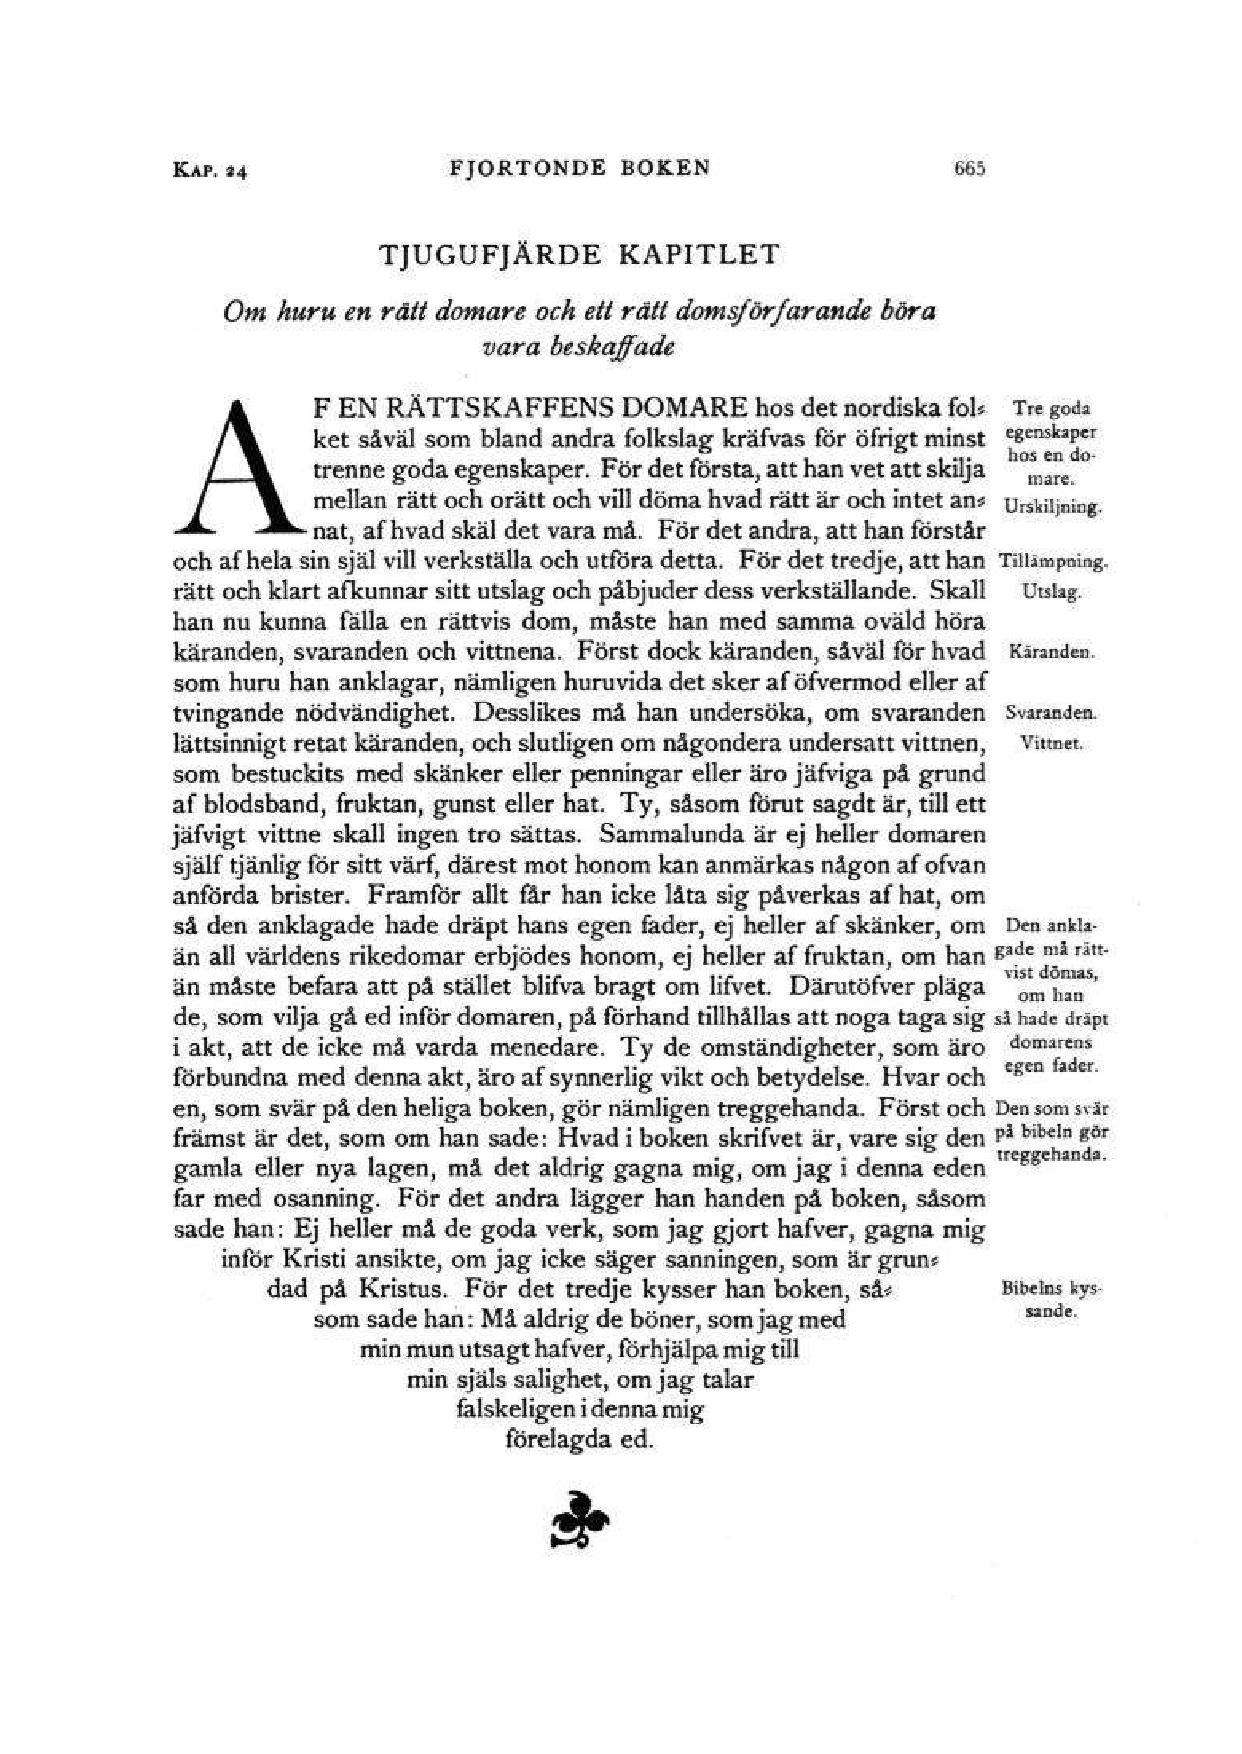 KAP. 24 FJORTONDE BOKEN 665
TJUGUFJÄRDE KAPITLET
Om huru en rätt domare och ett rätt domsförfarande böra
vara beskaffade
AF EN RÄTTSKAFFENS DOMARE hos det nordiska fol-
ket såväl som bland andra folkslag kräfvas för öfrigt minst
trenne goda egenskaper. För det första, att han vet att skilja
mellan rätt och orätt och vill döma hvad rätt är och intet an-
nat, af hvad skäl det vara må. För det andra, att han förstår
och af hela sin själ vill verkställa och utföra detta. För det tredje, att han
rätt och klart afkunnar sitt utslag och påbjuder dess verkställande. Skall
han nu kunna fälla en rättvis dom, måste han med samma oväld höra
käranden, svaranden och vittnena. Först dock käranden, såväl för hvad
som huru han anklagar, nämligen huruvida det sker af öfvermod eller af
tvingande nödvändighet. Desslikes må han undersöka, om svaranden
lättsinnigt retat käranden, och slutligen om någondera undersatt vittnen,
som bestuckits med skänker eller penningar eller äro jäfviga på grund
af blodsband, fruktan, gunst eller hat. Ty, såsom förut sagdt är, till ett
jäfvigt vittne skall ingen tro sättas. Sammalunda är ej heller domaren
själf tjänlig för sitt värf, därest mot honom kan anmärkas någon af ofvan
anförda brister. Framför allt får han icke låta sig påverkas af hat, om
så den anklagade hade dräpt hans egen fader, ej heller af skänker, om
än all världens rikedomar erbjödes honom, ej heller af fruktan, om han
än måste befara att på stället blifva bragt om lifvet. Därutöfver pläga
de, som vilja gå ed inför domaren, på förhand tillhållas att noga taga sig
i akt, att de icke må varda menedare. Ty de omständigheter, som äro
förbundna med denna akt, äro af synnerlig vikt och betydelse. Hvar och
en, som svär på den heliga boken, gör nämligen treggehanda. Först och
främst är det, som om han sade: Hvad i boken skrifvet är, vare sig den
gamla eller nya lagen, må det aldrig gagna mig, om jag i denna eden
far med osanning. För det andra lägger han handen på boken, såsom
sade han: Ej heller må de goda verk, som jag gjort hafver, gagna mig
inför Kristi ansikte, om jag icke säger sanningen, som är grun-
dad på Kristus. För det tredje kysser han boken, så-
som sade han: Må aldrig de böner, som jag med
min mun utsagt hafver, förhjälpa mig till
min själs salighet, om jag talar
falskeligen i denna mig
förelagda ed.
Tre goda
egenskaper
hos en do-
mare.
Urskiljning.
Tillämpning.
Utslag.
Käranden.
Svaranden.
Vittnet.
Den ankla-
gade må rätt-
vist dömas,
om han
så hade dräpt
domarens
egen fader.
Den som svär
på bibeln gör
treggehanda.
Bibelns kys-
sande.